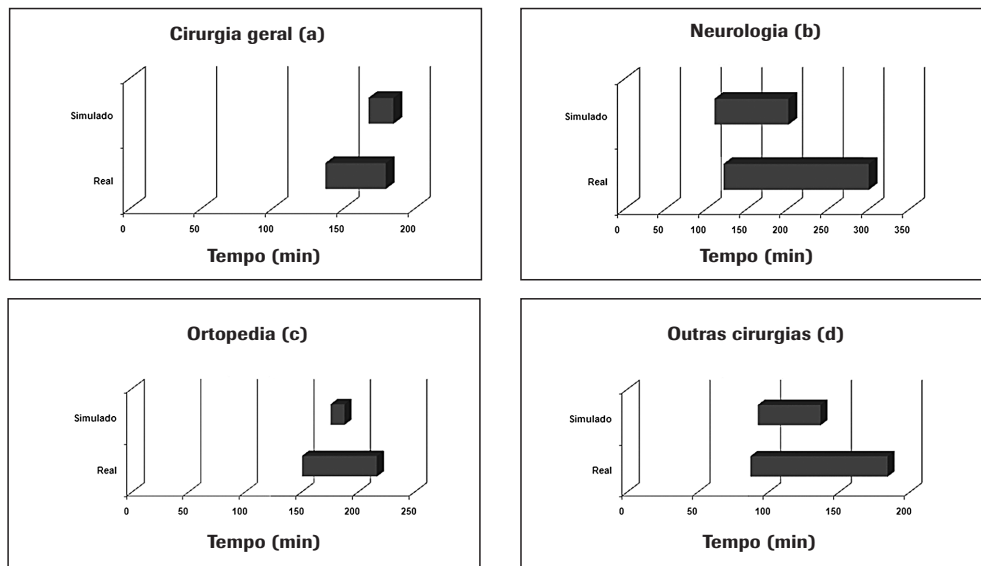 Cirurgia geral (a)
Simulado
Real
0 50 100 150 200
Tempo (min)
Neurologia (b)
Simulado
Real
0 50 100 150 200 250 300 350
Tempo (min)
Ortopedia (c)
Simulado
Real
0 50 100 150 200 250
Tempo (min)
Outras cirurgias (d)
Simulado
Real
0 50 100 150 200
Tempo (min)